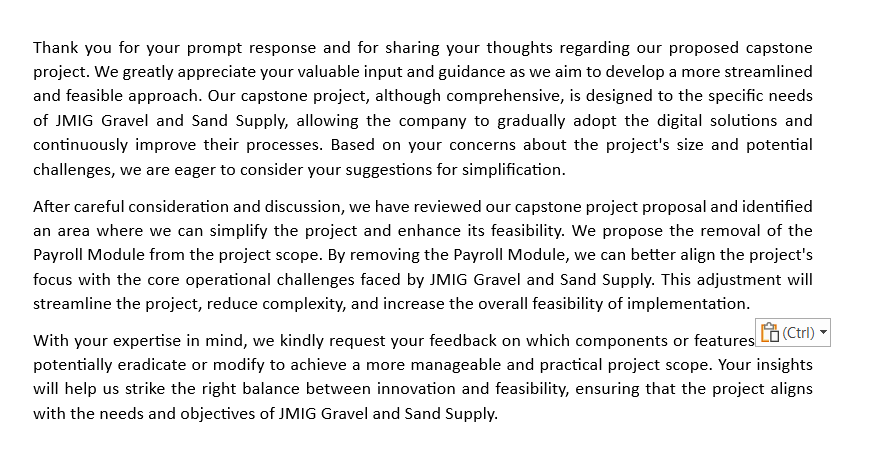 Thank you for your prompt response and for sharing your thoughts regarding our proposed capstone
project. We greatly appreciate your valuable input and guidance as we aim to develop a more streamlined
and feasible approach. Our capstone project, although comprehensive, is designed to the specific needs
of JMIG Gravel and Sand Supply, allowing the company to gradually adopt the digital solutions and
continuously improve their processes. Based on your concerns about the project's size and potential
challenges, we are eager to consider your suggestions for simplification.
After careful consideration and discussion, we have reviewed our capstone project proposal and identified
an area where we can simplify the project and enhance its feasibility. We propose the removal of the
Payroll Module from the project scope. By removing the Payroll Module, we can better align the project's
focus with the core operational challenges faced by JMIG Gravel and Sand Supply. This adjustment will
streamline the project, reduce complexity, and increase the overall feasibility of implementation.
With your expertise in mind, we kindly request your feedback on which components or features
(Ctrl)
potentially eradicate or modify to achieve a more manageable and practical project scope. Your insights
will help us strike the right balance between innovation and feasibility, ensuring that the project aligns
with the needs and objectives of JMIG Gravel and Sand Supply.